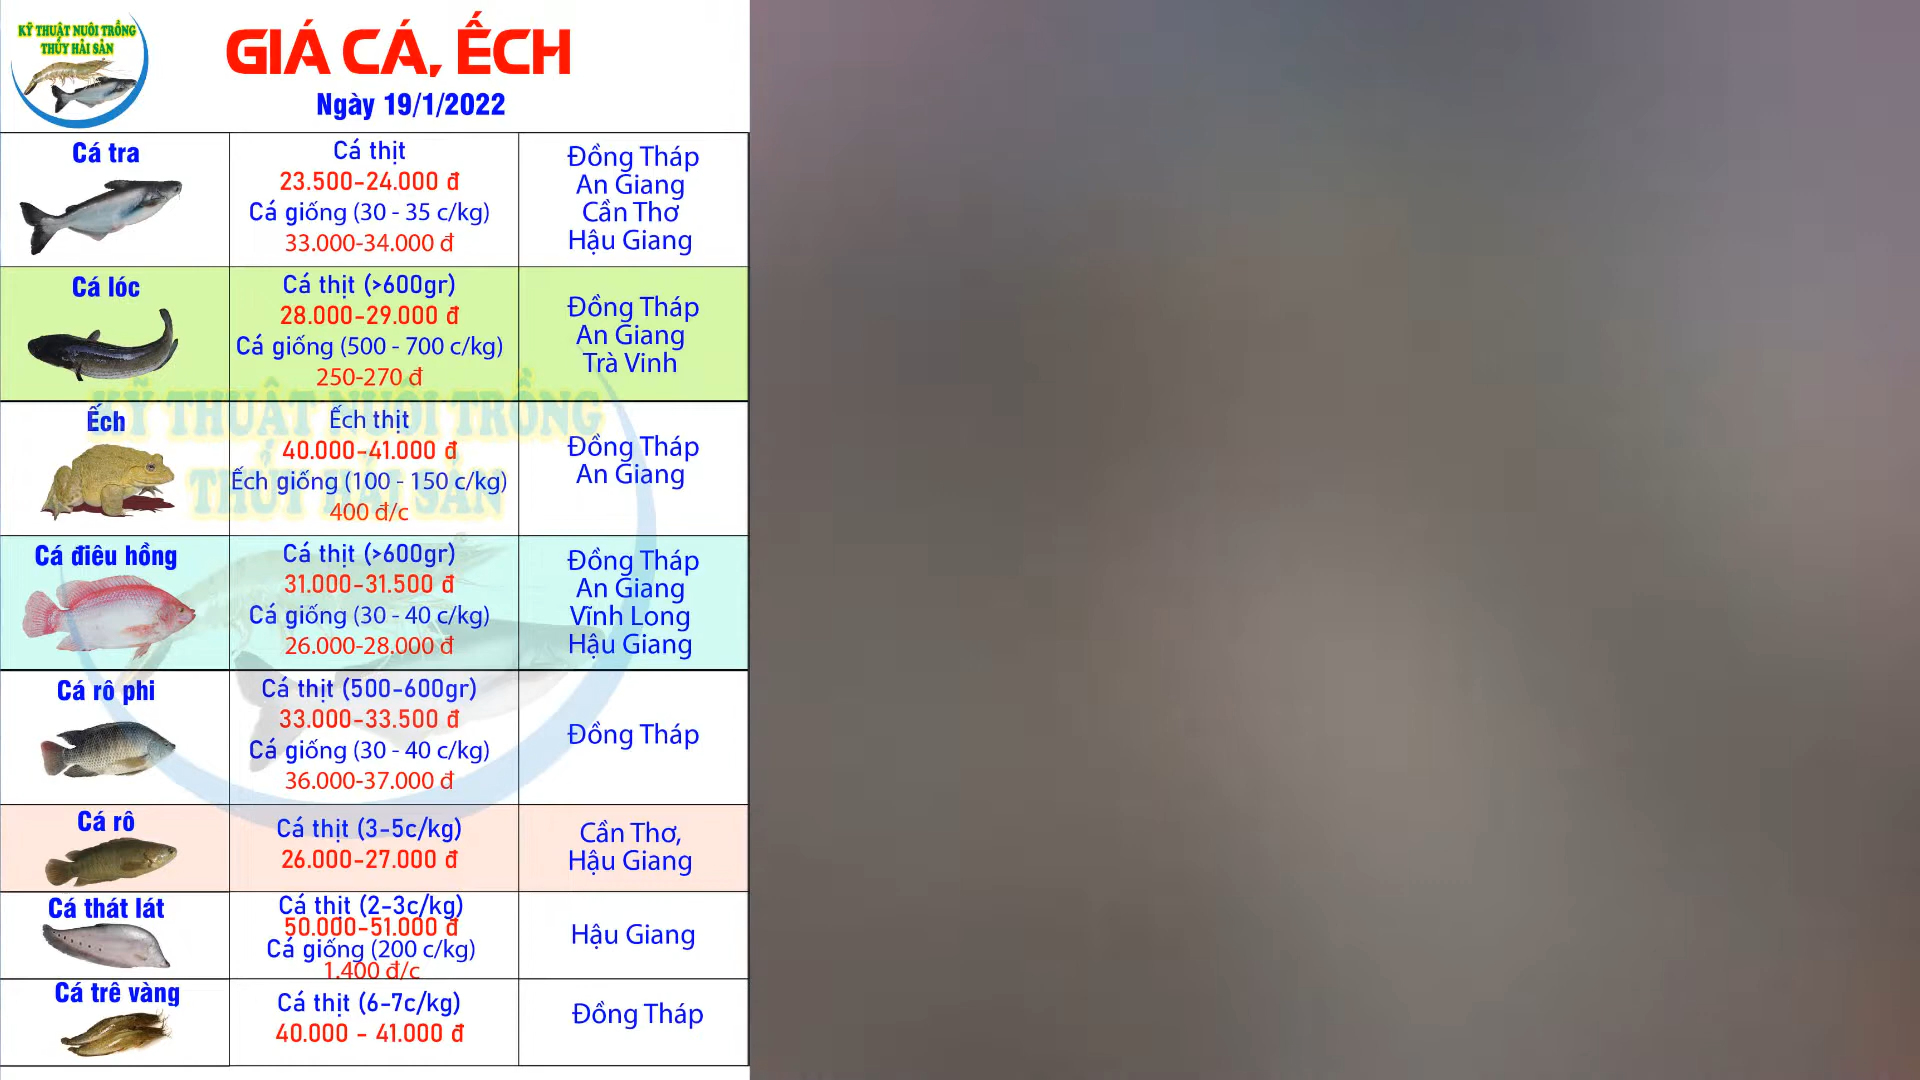 KỸ THUẬT NUÔI TRỒNG
THỦY HẢI SẢN
GIÁ CÁ, ẾCH
Ngày 19/1/2022
Cá tra
Cá thịt
23.500-24.000 đ
Cá giống (30 - 35 c/kg)
33.000-34.000 đ
Đồng Tháp
An Giang
Cần Thơ
Hậu Giang
Cá lóc
Cá thịt (>600gr)
28.000-29.000 đ
Cá giống (500 - 700 c/kg)
250-270 đ
Đồng Tháp
An Giang
Trà Vinh
KỸ THUẬT NUÔI TRỒNG
THỦY HẢI SẢN
Ếch
Ếch thịt
40.000-41.000 đ
Ếch giống (100 - 150 c/kg)
400 đ/c
Đồng Tháp
An Giang
Cá điêu hồng
Cá thịt (>600gr)
31.000-31.500 đ
Cá giống (30 - 40 c/kg)
26.000-28.000 đ
Đồng Tháp
An Giang
Vĩnh Long
Hậu Giang
Cá rô phi
Cá thịt (500-600gr)
33.000-33.500 đ
Cá giống (30 - 40 c/kg)
36.000-37.000 đ
Đồng Tháp
Cá rô
Cá thịt (3-5c/kg)
26.000-27.000 đ
Cần Thơ,
Hậu Giang
Cá thát lát
Cá thịt (2-3c/kg)
50.000-51.000 đ
Cá giống (200 c/kg)
1.400 đ/c
Hậu Giang
Cá trê vàng
Cá thịt (6-7c/kg)
40.000 - 41.000 đ
Đồng Tháp